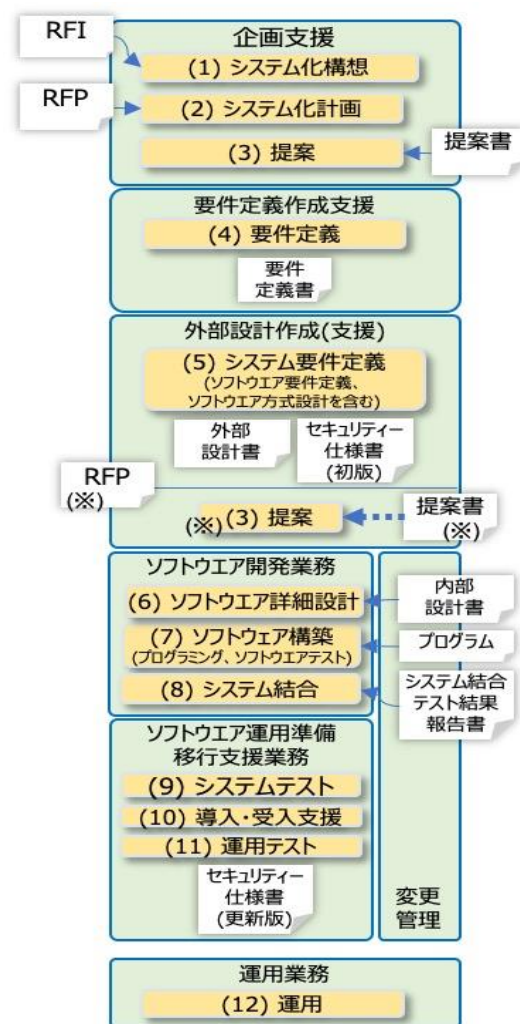 RFI
企画支援
(1) システム化構想
RFP
(2) システム化計画
(3) 提案
提案書
要件定義作成支援
(4) 要件定義
要件
定義書
外部設計作成(支援)
(5) システム要件定義
(ソフトウエア要件定義、
ソフトウエア方式設計を含む)
外部
設計書
セキュリティー
仕様書
(初版)
RFP
(※)
(※)
(3) 提案
提案書
(※)
ソフトウエア開発業務
(6) ソフトウエア詳細設計
内部
設計書
(7) ソフトウェア構築
(プログラミング、ソフトウエアテスト)
プログラム
(8) システム結合
システム結合
テスト結果
報告書
ソフトウエア運用準備
移行支援業務
(9) システムテスト
(10) 導入・受入支援
(11) 運用テスト
セキュリティー
仕様書
(更新版)
変更
管理
運用業務
(12) 運用